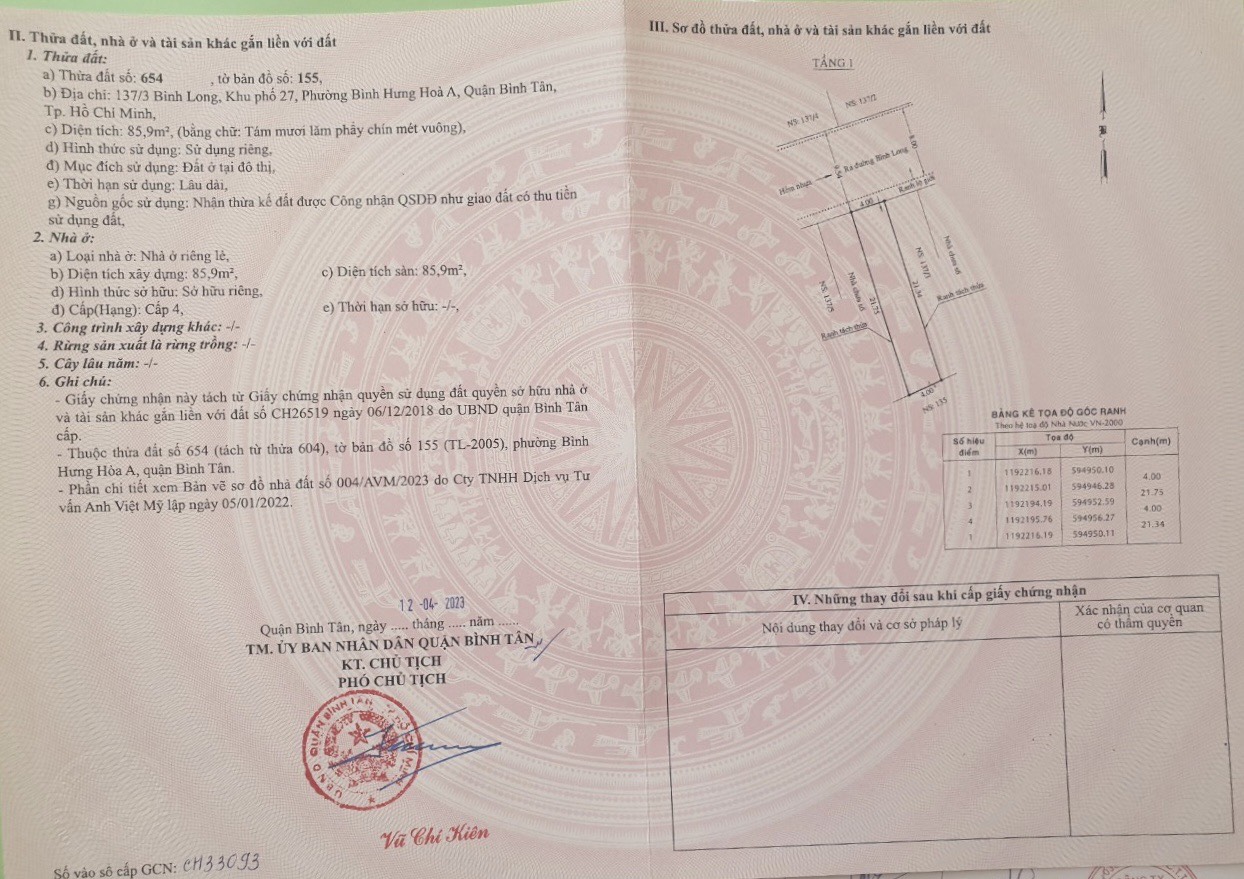 II. Thửa đất, nhà ở và tài sản khác gắn liền với đất
1. Thửa đất:
a) Thửa đất số: 654 , tờ bản đồ số: 155,
b) Địa chỉ: 137/3 Bình Long, Khu phố 27, Phường Bình Hưng Hoà A, Quận Bình Tân,
Tp. Hồ Chí Minh,
c) Diện tích: 85,9m², (bằng chữ: Tám mươi lăm phẩy chín mét vuông),
d) Hình thức sử dụng: Sử dụng riêng,
đ) Mục đích sử dụng: Đất ở tại đô thị,
e) Thời hạn sử dụng: Lâu dài,
g) Nguồn gốc sử dụng: Nhận thừa kế đất được Công nhận QSDĐ như giao đất có thu tiền
sử dụng đất,
2. Nhà ở:
a) Loại nhà ở: Nhà ở riêng lẻ,
b) Diện tích xây dựng: 85,9m², c) Diện tích sàn: 85,9m²,
d) Hình thức sở hữu: Sở hữu riêng,
đ) Cấp(Hạng): Cấp 4, e) Thời hạn sở hữu: -/-,
3. Công trình xây dựng khác: -/-
4. Rừng sản xuất là rừng trồng: -/-
5. Cây lâu năm: -/-
6. Ghi chú:
- Giấy chứng nhận này tách từ Giấy chứng nhận quyền sử dụng đất quyền sở hữu nhà ở
và tài sản khác gắn liền với đất số CH26519 ngày 06/12/2018 do UBND quận Bình Tân
cấp.
- Thuộc thửa đất số 654 (tách từ thửa 604), tờ bản đồ số 155 (TL-2005), phường Bình
Hưng Hòa A, quận Bình Tân.
- Phần chi tiết xem Bản vẽ sơ đồ nhà đất số 004/AVM/2023 do Cty TNHH Dịch vụ Tư
vấn Anh Việt Mỹ lập ngày 05/01/2022.
12 -04- 2023
Quận Bình Tân, ngày ..... tháng ..... năm ......
TM. ỦY BAN NHÂN DÂN QUẬN BÌNH TÂN
KT. CHỦ TỊCH
PHÓ CHỦ TỊCH
Vũ Chí Kiên
Số vào sổ cấp GCN: CH33093
III. Sơ đồ thửa đất, nhà ở và tài sản khác gắn liền với đất
TẦNG 1
NS: 137/2
NS: 137/4
6.00
Ra đường Bình Long
Hẻm nhựa
Ranh lộ giới
4.00
1
NS: 137/5
Nhà chưa số
21.75
21.34
NS: 137/1
Nhà chưa số
Ranh tách thửa
Ranh tách thửa
4.00
NS: 135
BẢNG KÊ TỌA ĐỘ GÓC RANH
Theo hệ toạ độ Nhà Nước VN-2000
Số hiệu điểm Tọa độ Cạnh(m)
X(m) Y(m)
1 1192216.18 594950.10
4.00
2 1192215.01 594946.28
21.75
3 1192194.19 594952.59
4.00
4 1192195.76 594956.27
21.34
1 1192216.19 594950.11
IV. Những thay đổi sau khi cấp giấy chứng nhận
Nội dung thay đổi và cơ sở pháp lý
Xác nhận của cơ quan
có thẩm quyền